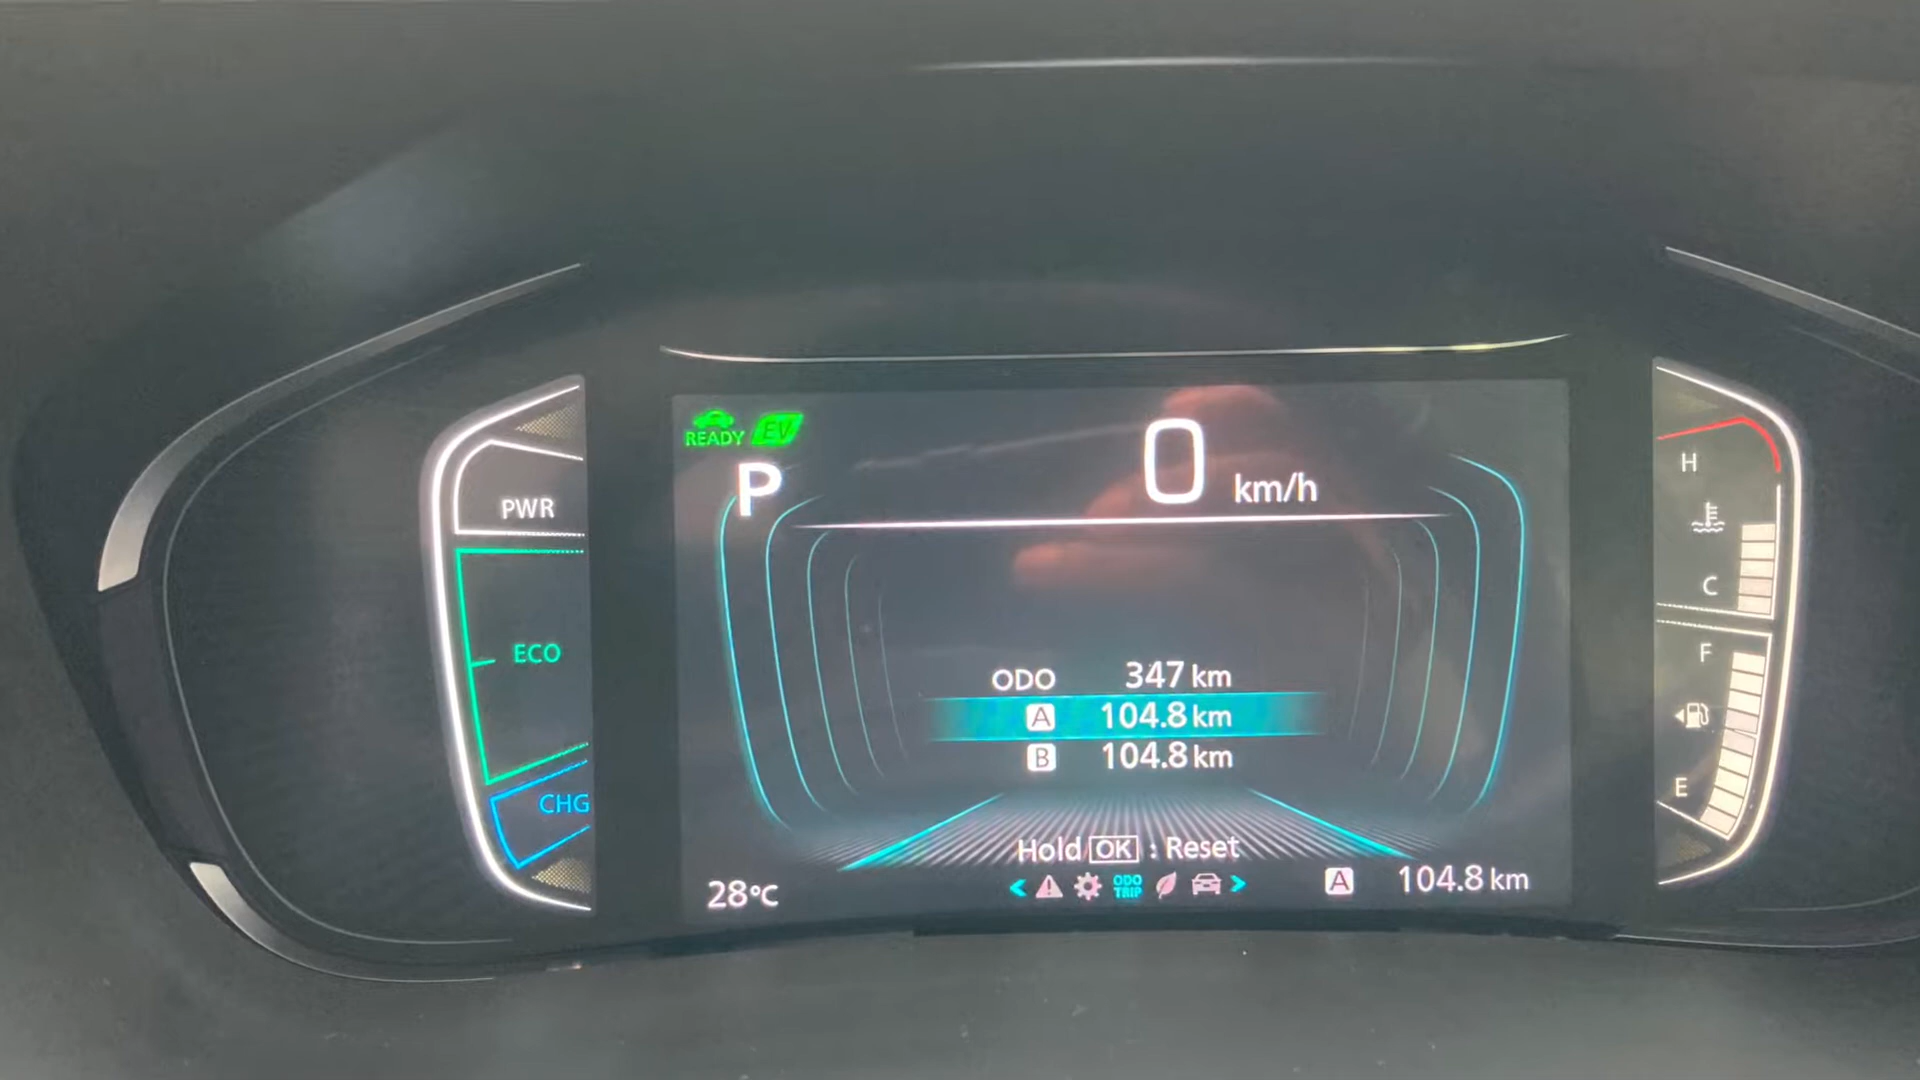 READY EV
P
0 km/h
PWR
ECO
CHG
H
C
F
E
ODO 347 km
A 104.8 km
B 104.8 km
Hold OK : Reset
ODO
TRIP
28°C
A 104.8 km